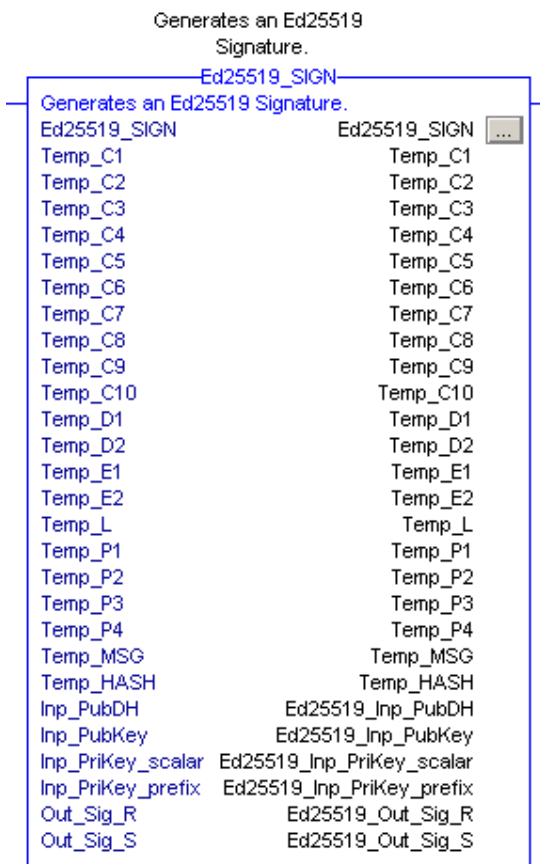 Generates an Ed25519
Signature.
Ed25519_SIGN
Generates an Ed25519 Signature.
Ed25519_SIGN Ed25519_SIGN ...
Temp_C1 Temp_C1
Temp_C2 Temp_C2
Temp_C3 Temp_C3
Temp_C4 Temp_C4
Temp_C5 Temp_C5
Temp_C6 Temp_C6
Temp_C7 Temp_C7
Temp_C8 Temp_C8
Temp_C9 Temp_C9
Temp_C10 Temp_C10
Temp_D1 Temp_D1
Temp_D2 Temp_D2
Temp_E1 Temp_E1
Temp_E2 Temp_E2
Temp_L Temp_L
Temp_P1 Temp_P1
Temp_P2 Temp_P2
Temp_P3 Temp_P3
Temp_P4 Temp_P4
Temp_MSG Temp_MSG
Temp_HASH Temp_HASH
Inp_PubDH Ed25519_Inp_PubDH
Inp_PubKey Ed25519_Inp_PubKey
Inp_PriKey_scalar Ed25519_Inp_PriKey_scalar
Inp_PriKey_prefix Ed25519_Inp_PriKey_prefix
Out_Sig_R Ed25519_Out_Sig_R
Out_Sig_S Ed25519_Out_Sig_S